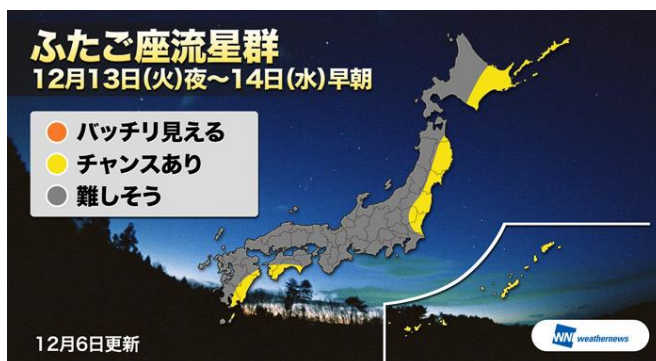 ふたご座流星群
12月13日(火)夜〜14日(水)早朝
バッチリ見える
チャンスあり
難しそう
12月6日更新
WN weathernews